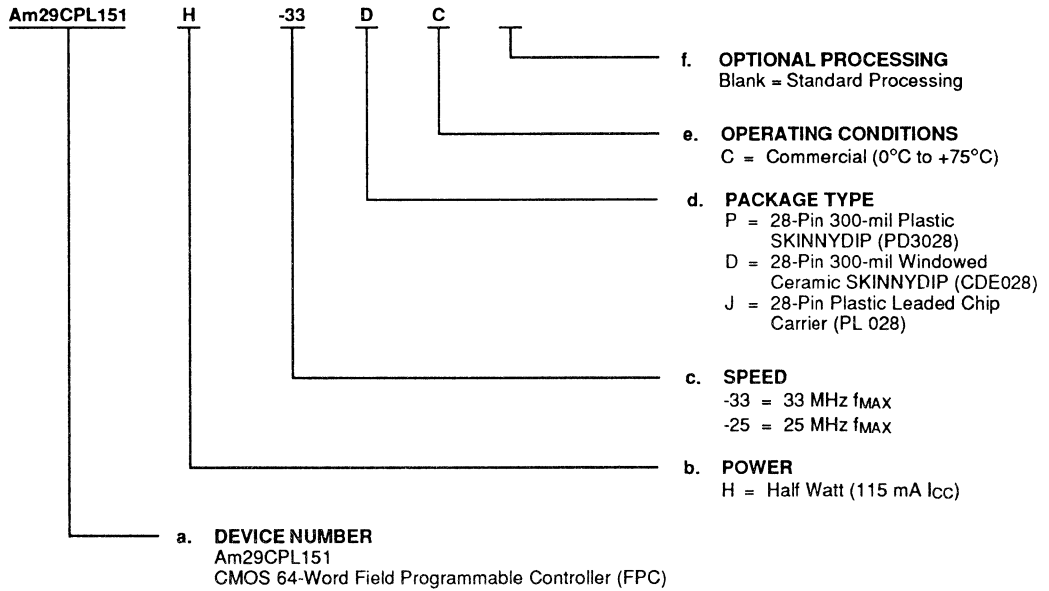 Am29CPL151 H -33 D C
f. OPTIONAL PROCESSING
Blank = Standard Processing
e. OPERATING CONDITIONS
C = Commercial (0°C to +75°C)
d. PACKAGE TYPE
P = 28-Pin 300-mil Plastic
SKINNYDIP (PD3028)
D = 28-Pin 300-mil Windowed
Ceramic SKINNYDIP (CDE028)
J = 28-Pin Plastic Leaded Chip
Carrier (PL 028)
c. SPEED
-33 = 33 MHz fMAX
-25 = 25 MHz fMAX
b. POWER
H = Half Watt (115 mA ICC)
a. DEVICE NUMBER
Am29CPL151
CMOS 64-Word Field Programmable Controller (FPC)